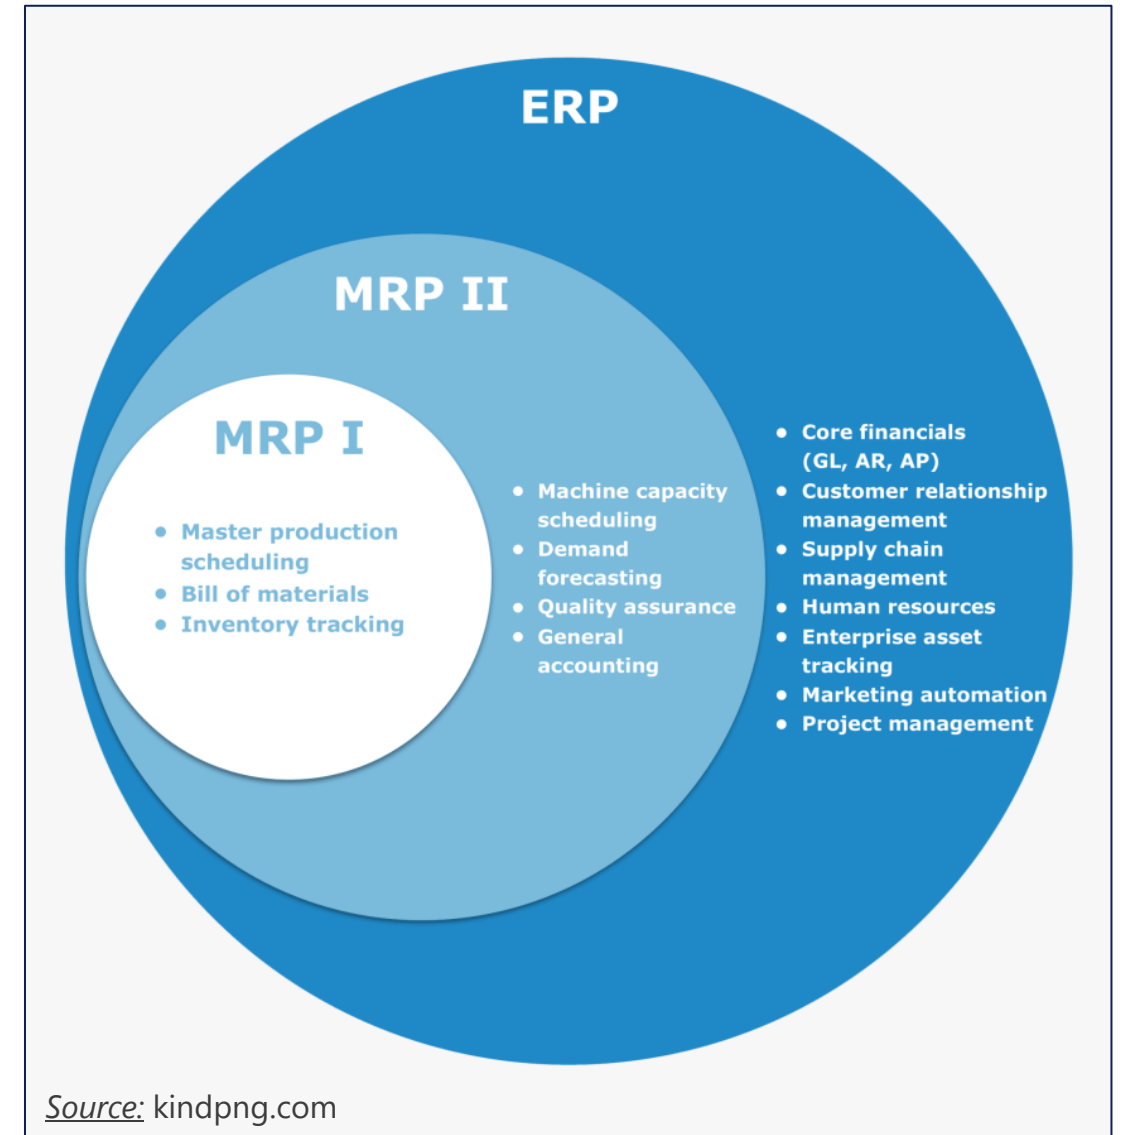 ERP
MRP II
MRP I
• Master production
scheduling
• Bill of materials
• Inventory tracking
• Machine capacity
scheduling
• Demand
forecasting
• Quality assurance
• General
accounting
• Core financials
(GL, AR, AP)
• Customer relationship
management
• Supply chain
management
• Human resources
• Enterprise asset
tracking
• Marketing automation
• Project management
Source: kindpng.com